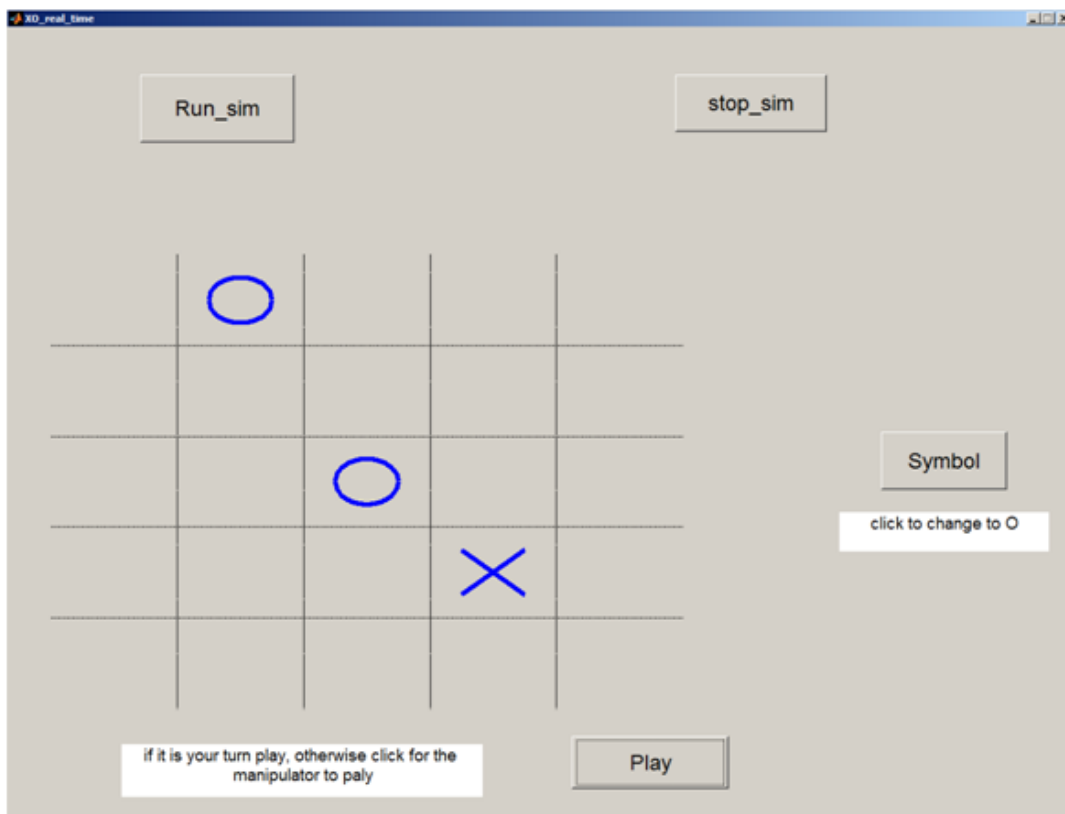 XO_real_time
Run_sim
stop_sim
Symbol
click to change to O
if it is your turn play, otherwise click for the
manipulator to paly
Play